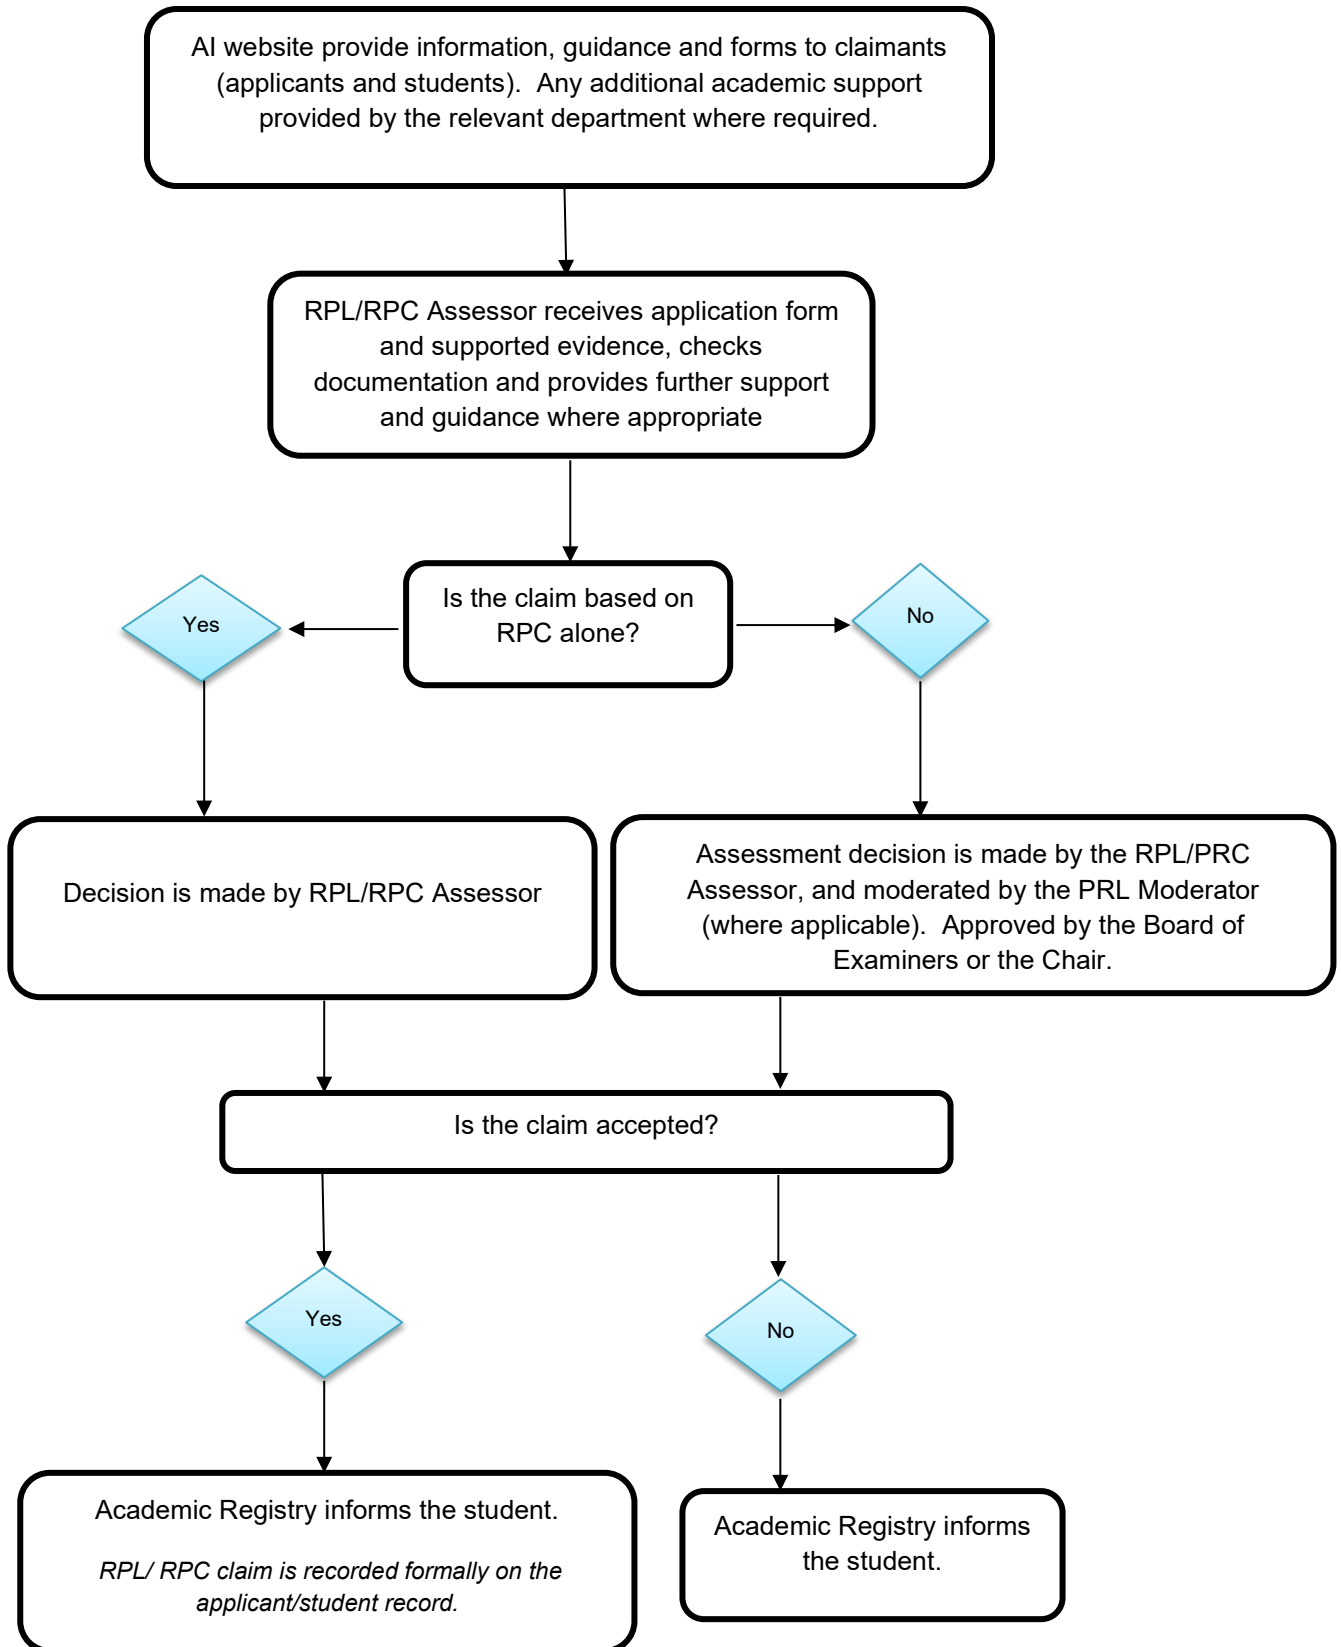 AI website provide information, guidance and forms to claimants
(applicants and students).  Any additional academic support
provided by the relevant department where required.
RPL/RPC Assessor receives application form
and supported evidence, checks
documentation and provides further support
and guidance where appropriate
Is the claim based on
RPC alone?
Yes
No
Decision is made by RPL/RPC Assessor
Assessment decision is made by the RPL/PRC
Assessor, and moderated by the PRL Moderator
(where applicable).  Approved by the Board of
Examiners or the Chair.
Is the claim accepted?
Yes
No
Academic Registry informs the student.
RPL/ RPC claim is recorded formally on the
applicant/student record.
Academic Registry informs
the student.